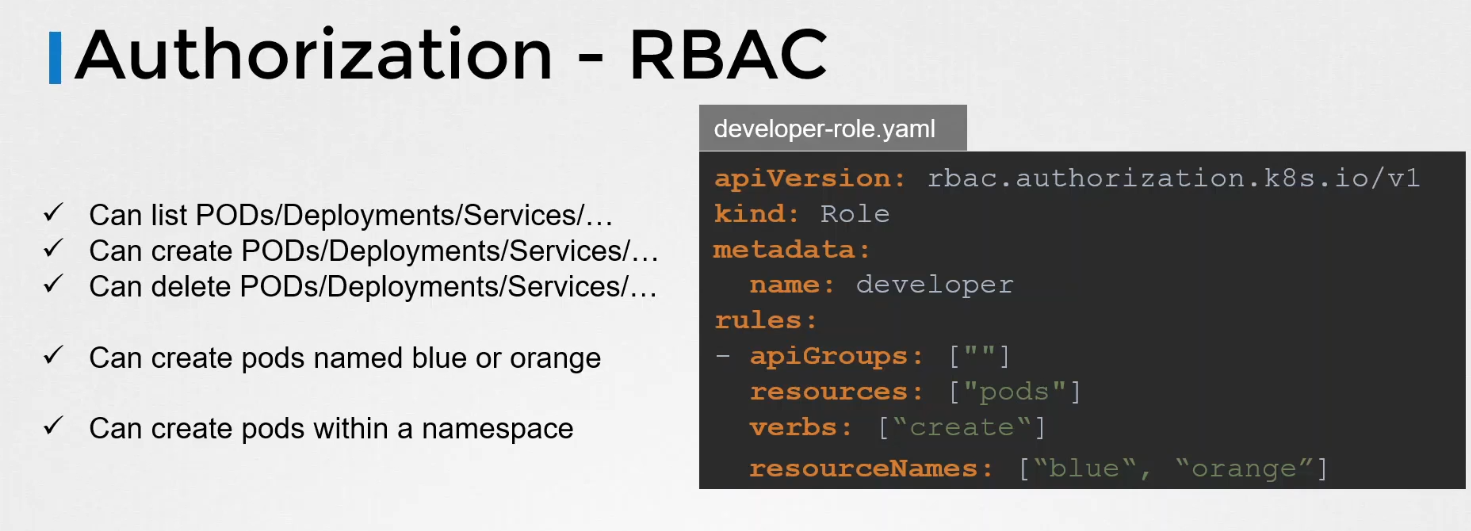 Authorization - RBAC
✓ Can list PODs/Deployments/Services/…
✓ Can create PODs/Deployments/Services/…
✓ Can delete PODs/Deployments/Services/…
✓ Can create pods named blue or orange
✓ Can create pods within a namespace
developer-role.yaml
apiVersion: rbac.authorization.k8s.io/v1
kind: Role
metadata:
  name: developer
rules:
- apiGroups: [""]
  resources: ["pods"]
  verbs: [“create“]
  resourceNames: [“blue“, “orange”]